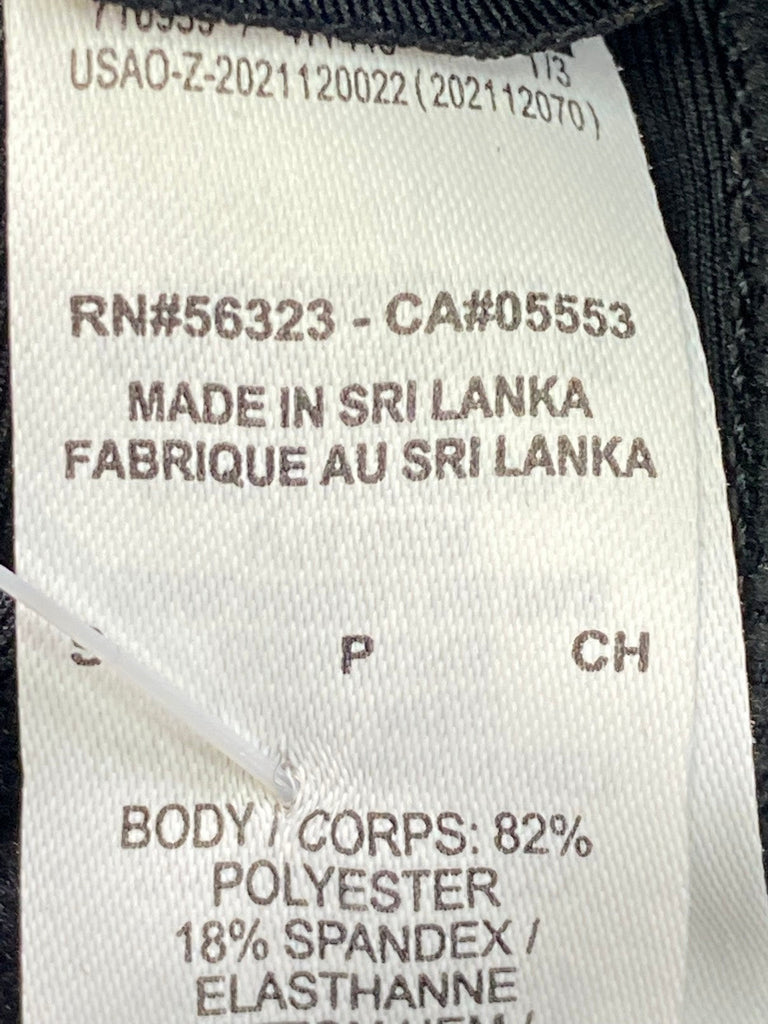 1/3
USAO-Z-2021120022(202112070)
RN#56323 - CA#05553
MADE IN SRI LANKA
FABRIQUE AU SRI LANKA
S P CH
BODY / CORPS: 82%
POLYESTER
18% SPANDEX /
ELASTHANNE